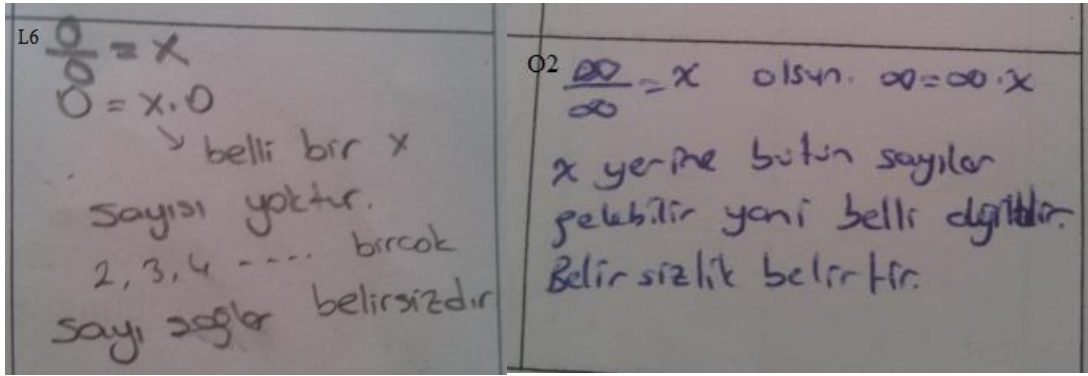 L6
0/0 = x
0 = x.0
↘ belli bir x
sayısı yoktur.
2, 3, 4 ---- birçok
sayı sağlar belirsizdir
O2
∞/∞ = x olsun. ∞=∞.x
x yerine bütün sayılar
gelebilir yani belli değildir.
Belirsizlik belirtir.